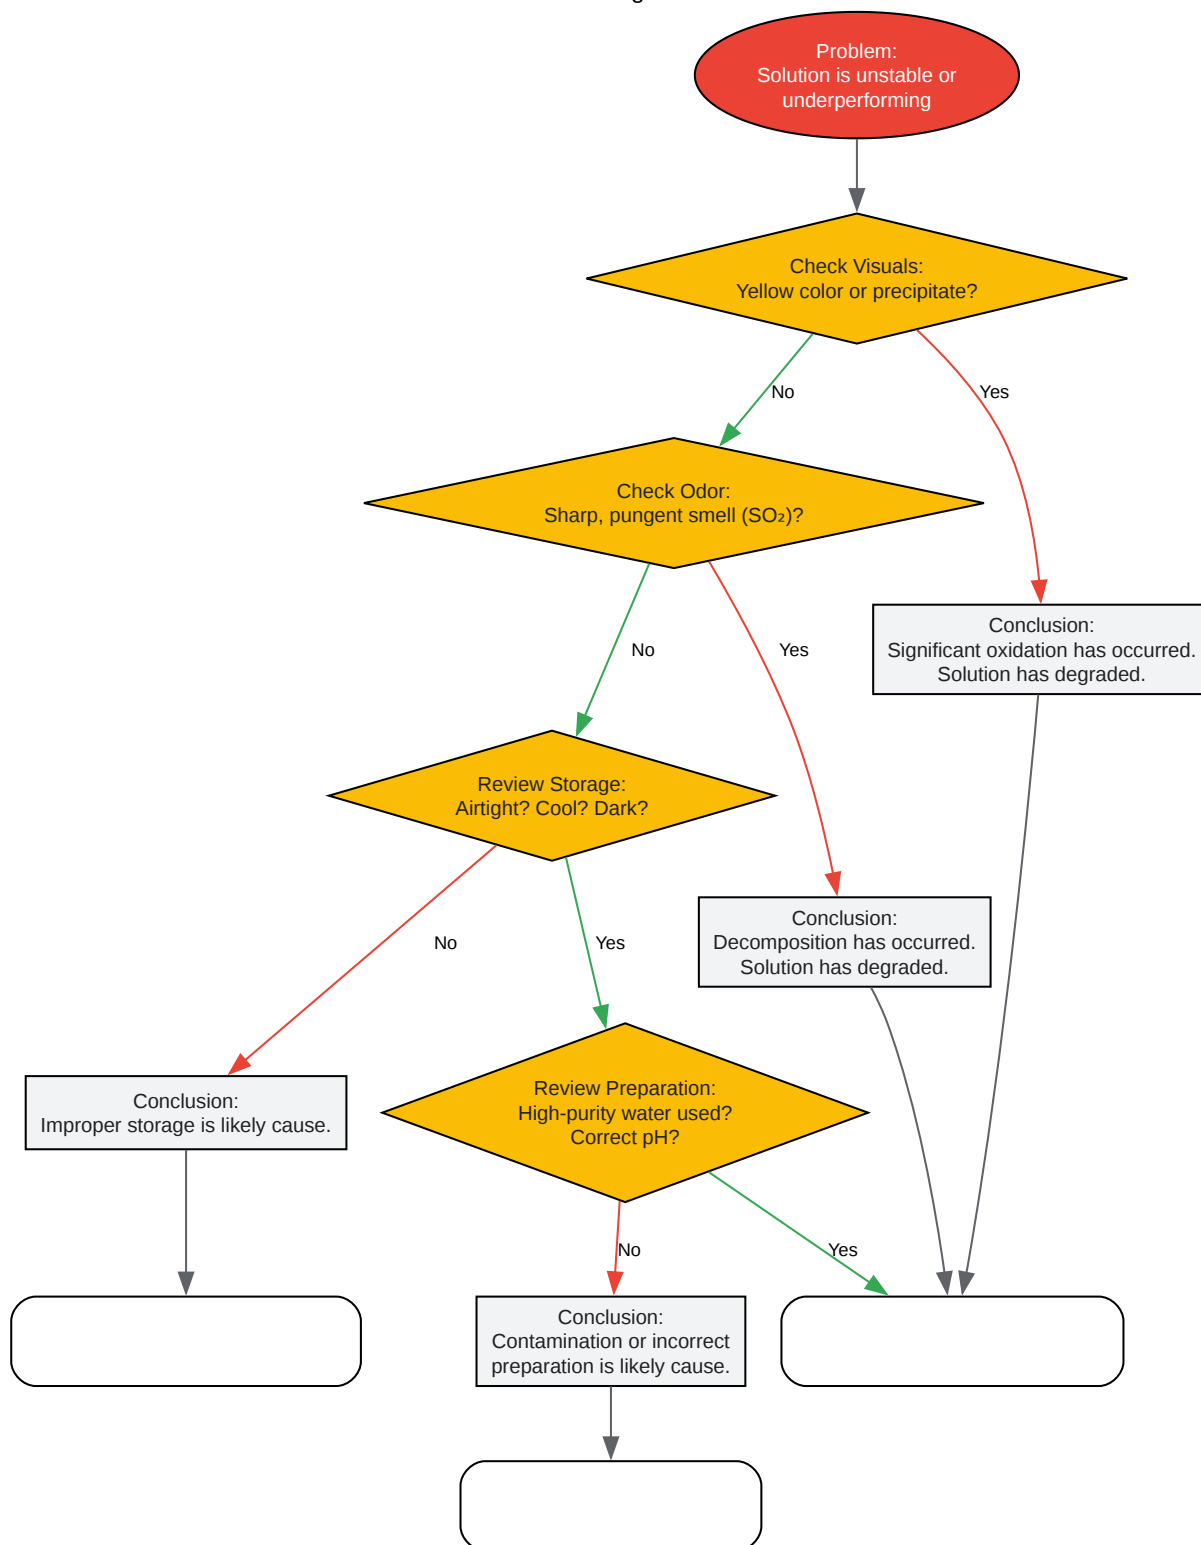 Problem:
Solution is unstable or
underperforming
Check Visuals:
Yellow color or precipitate?
No
Yes
Check Odor:
Sharp, pungent smell (SO₂)?
No
Yes
Conclusion:
Significant oxidation has occurred.
Solution has degraded.
Review Storage:
Airtight? Cool? Dark?
No
Yes
Conclusion:
Decomposition has occurred.
Solution has degraded.
Conclusion:
Improper storage is likely cause.
Review Preparation:
High-purity water used?
Correct pH?
No
Yes
Conclusion:
Contamination or incorrect
preparation is likely cause.